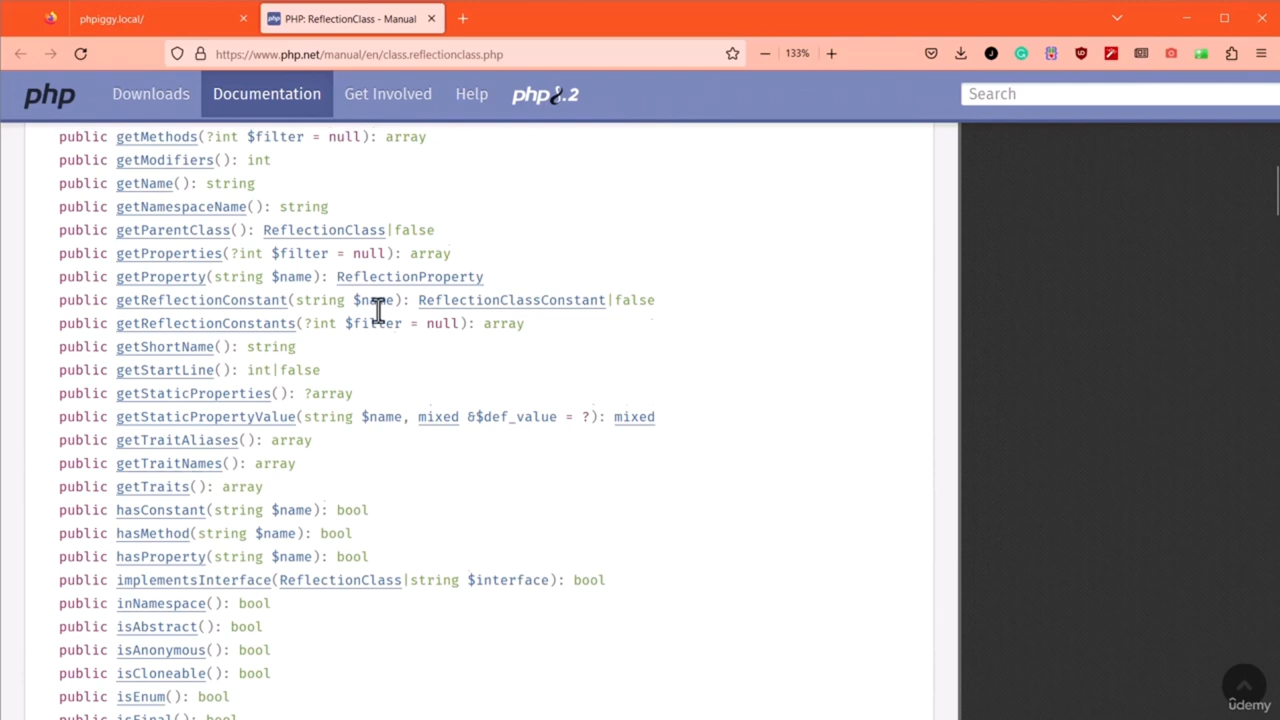 phpiggy.local/
PHP: ReflectionClass - Manual
https://www.php.net/manual/en/class.reflectionclass.php
133%
php
Downloads
Documentation
Get Involved
Help
php8.2
Search
public getMethods(?int $filter = null): array
public getModifiers(): int
public getName(): string
public getNamespaceName(): string
public getParentClass(): ReflectionClass|false
public getProperties(?int $filter = null): array
public getProperty(string $name): ReflectionProperty
public getReflectionConstant(string $name): ReflectionClassConstant|false
public getReflectionConstants(?int $filter = null): array
public getShortName(): string
public getStartLine(): int|false
public getStaticProperties(): ?array
public getStaticPropertyValue(string $name, mixed &$def_value = ?): mixed
public getTraitAliases(): array
public getTraitNames(): array
public getTraits(): array
public hasConstant(string $name): bool
public hasMethod(string $name): bool
public hasProperty(string $name): bool
public implementsInterface(ReflectionClass|string $interface): bool
public inNamespace(): bool
public isAbstract(): bool
public isAnonymous(): bool
public isCloneable(): bool
public isEnum(): bool
public isFinal(): bool
ûdemy